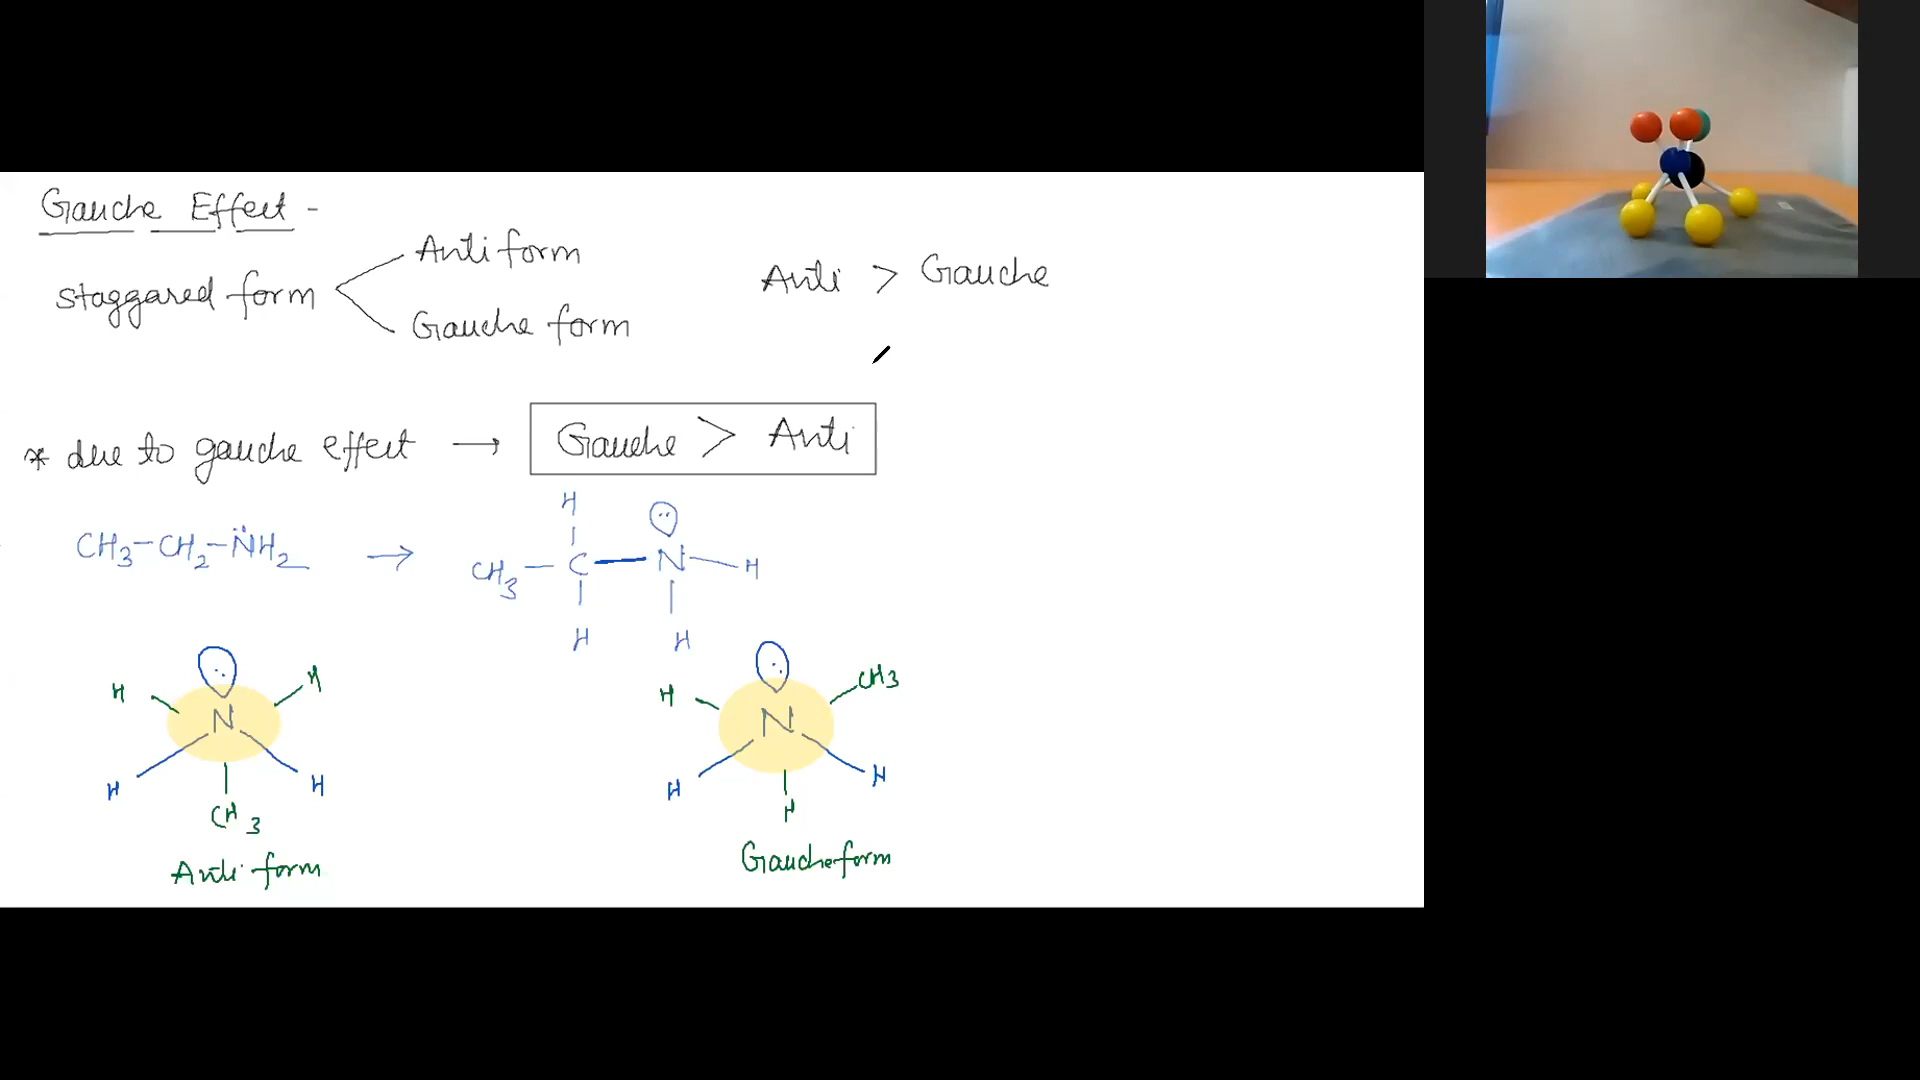 Gauche Effect -
staggared form
Anti form
Gauche form
Anti > Gauche
* due to gauche effect → Gauche > Anti
CH3-CH2-N̈H2 →
H
CH3 - C - N - H
H H
H H
N
H H
CH3
Anti form
H CH3
N
H H
H
Gauche form